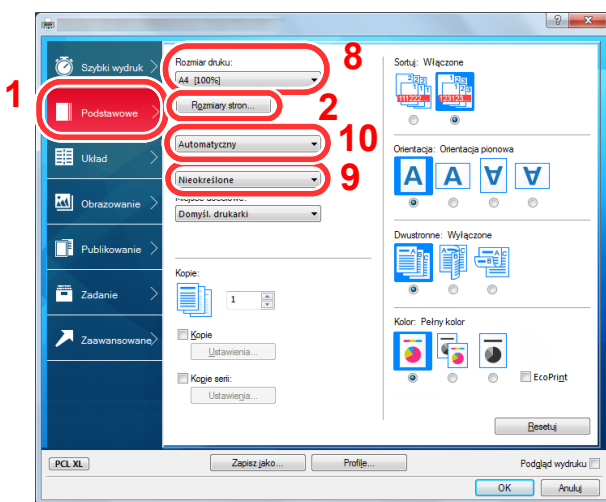 Szybki wydruk
Podstawowe
Układ
Obrazowanie
Publikowanie
Zadanie
Zaawansowane
1
Rozmiar druku:
8
A4 [100%]
Rozmiary stron...
2
Automatyczny
10
Nieokreślone
9
Miejsce docelowe:
Domyśl. drukarki
Kopie:
1
Kopie
Ustawienia...
Kopie serii:
Ustawienia...
Sortuj: Włączone
111222
123123
Orientacja: Orientacja pionowa
A A A A
Dwustronne: Wyłączone
Kolor: Pełny kolor
EcoPrint
Resetuj
PCL XL
Zapisz jako...
Profile...
Podgląd wydruku
OK
Anuluj